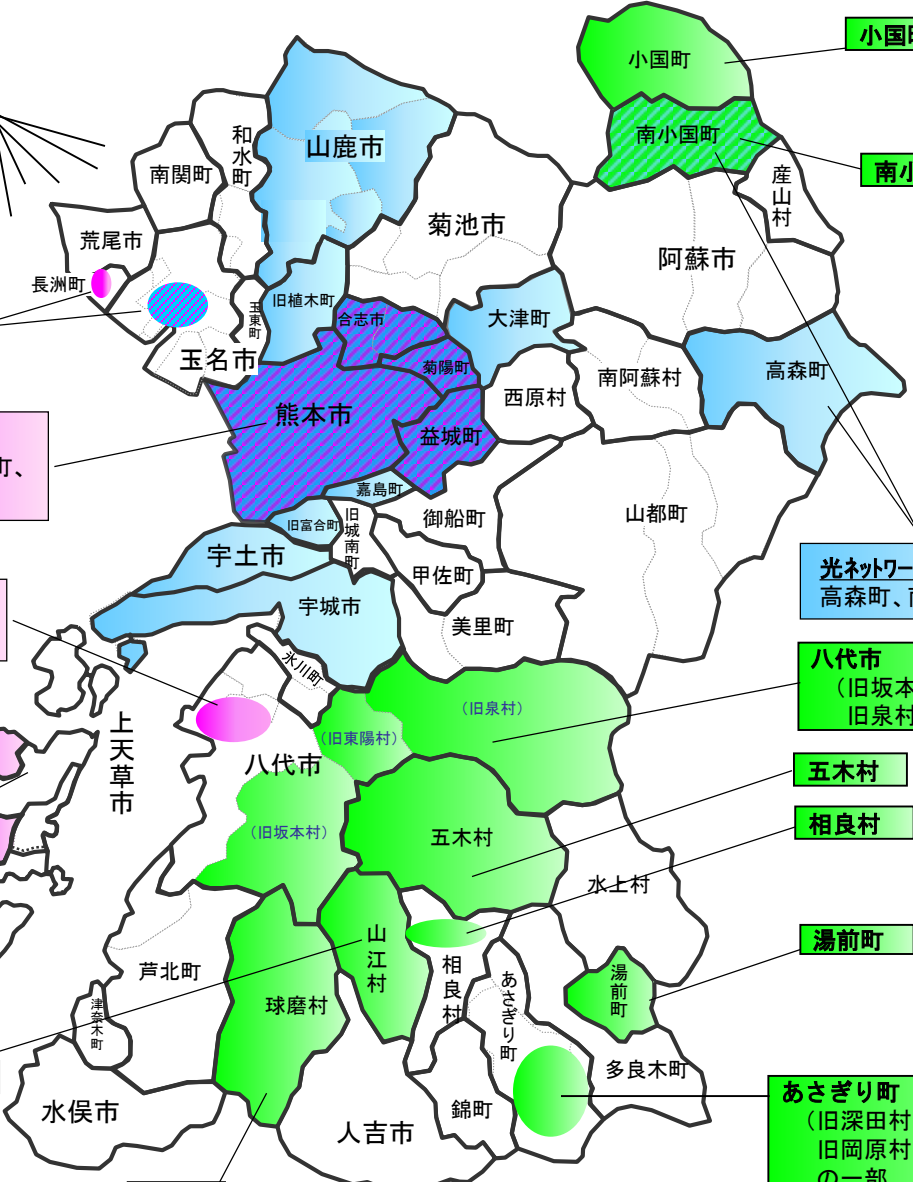 小国町
小国
南小国町
南小
和水町
山鹿市
南関町
産山村
菊池市
荒尾市
阿蘇市
長洲町
旧植木町
玉東町
合志市
大津町
玉名市
菊陽町
南阿蘇村
高森町
西原村
熊本市
益城町
町、
嘉島町
旧富合町
旧城南町
御船町
山都町
宇土市
甲佐町
光ネットワー
高森町、
宇城市
美里町
氷川町
八代市
（旧坂本
旧泉村
（旧泉村）
（旧東陽村）
上天草市
八代市
五木村
（旧坂本村）
五木村
相良村
水上村
山江村
湯前町
芦北町
相良村
あさぎり町
湯前町
球磨村
津奈木町
多良木町
水俣市
錦町
人吉市
あさぎり町
（旧深田村
旧岡原村
の一部